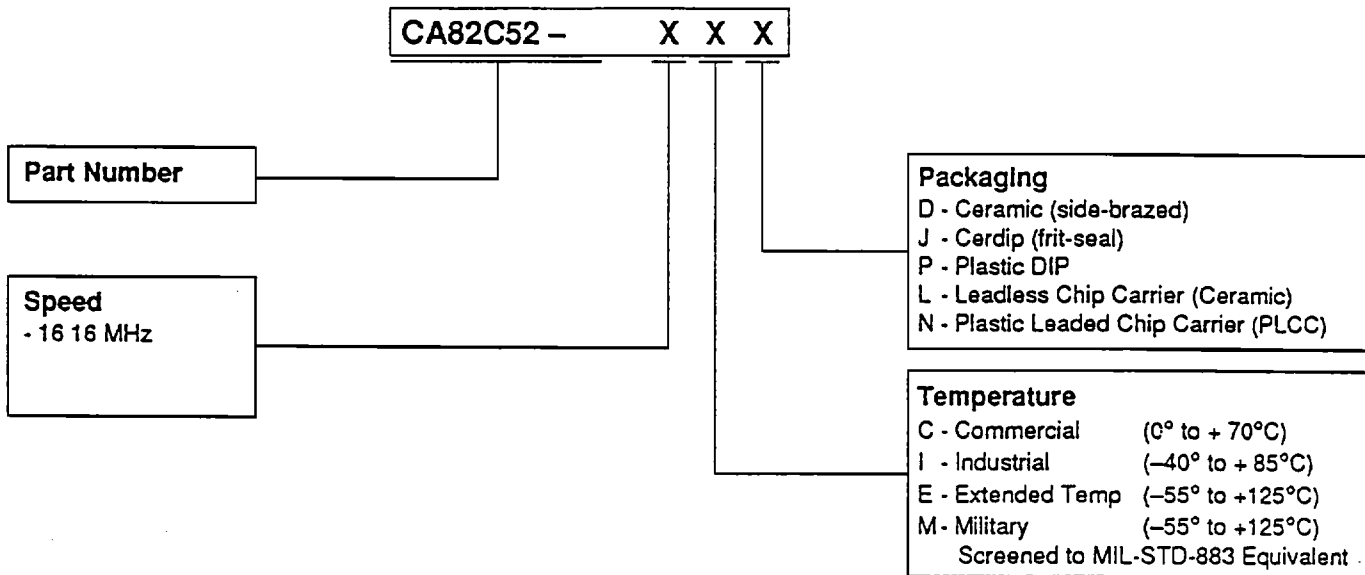 CA82C52 – X X X
Part Number
Speed
- 16 16 MHz
Packaging
D - Ceramic (side-brazed)
J - Cerdip (frit-seal)
P - Plastic DIP
L - Leadless Chip Carrier (Ceramic)
N - Plastic Leaded Chip Carrier (PLCC)
Temperature
C - Commercial (0° to + 70°C)
I - Industrial (–40° to + 85°C)
E - Extended Temp (–55° to +125°C)
M - Military (–55° to +125°C)
Screened to MIL-STD-883 Equivalent